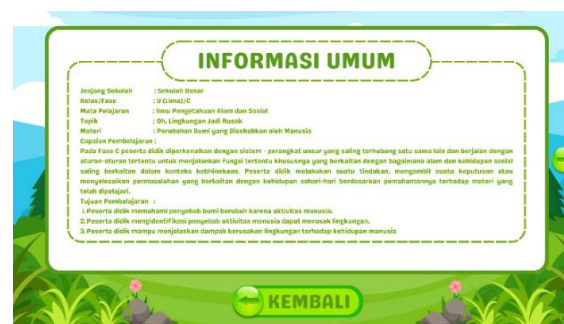 INFORMASI UMUM
Jenjang Sekolah : Sekolah Dasar
Kelas/Fase : V (Lima)/C
Mata Pelajaran : Ilmu Pengetahuan Alam dan Sosial
Topik : Oh, Lingkungan Jadi Rusak
Materi : Perubahan Bumi yang Disebabkan oleh Manusia
Capaian Pembelajaran :
Pada Fase C peserta didik diperkenalkan dengan sistem - perangkat unsur yang saling terhubung satu sama lain dan berjalan dengan
aturan-aturan tertentu untuk menjalankan fungsi tertentu khususnya yang berkaitan dengan bagaimana alam dan kehidupan sosial
saling berkaitan dalam konteks kebhinekaan. Peserta didik melakukan suatu tindakan, mengambil suatu keputusan atau
menyelesaikan permasalahan yang berkaitan dengan kehidupan sehari-hari berdasarkan pemahamannya terhadap materi yang
telah dipelajari.
Tujuan Pembelajaran :
1. Peserta didik memahami penyebab bumi berubah karena aktivitas manusia.
2. Peserta didik mengidentifikasi penyebab aktivitas manusia dapat merusak lingkungan.
3. Peserta didik mampu menjelaskan dampak kerusakan lingkungan terhadap kehidupan manusia
KEMBALI